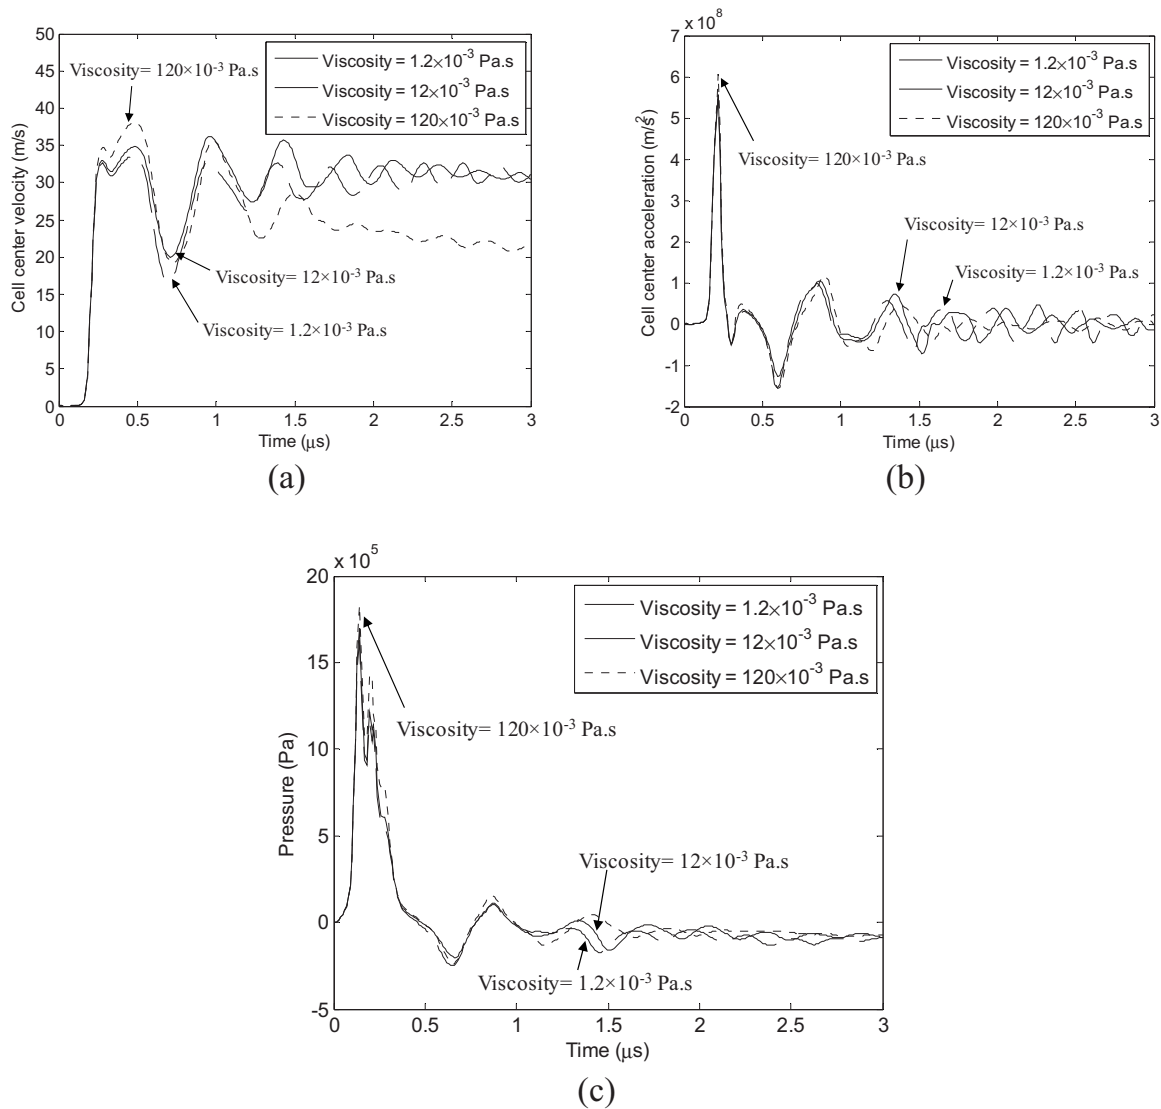 50
45
40
35
30
25
20
15
10
5
0
Cell center velocity (m/s)
Viscosity = 1.2×10-3 Pa.s
Viscosity = 12×10-3 Pa.s
Viscosity = 120×10-3 Pa.s
Viscosity= 120×10-3 Pa.s
Viscosity= 12×10-3 Pa.s
Viscosity= 1.2×10-3 Pa.s
0 0.5 1 1.5 2 2.5 3
Time (μs)
(a)
x 10^8
7
6
5
4
3
2
1
0
-1
-2
Cell center acceleration (m/s²)
Viscosity = 1.2×10-3 Pa.s
Viscosity = 12×10-3 Pa.s
Viscosity = 120×10-3 Pa.s
Viscosity= 120×10-3 Pa.s
Viscosity= 12×10-3 Pa.s
Viscosity= 1.2×10-3 Pa.s
0 0.5 1 1.5 2 2.5 3
Time (μs)
(b)
x 10^5
20
15
10
5
0
-5
Pressure (Pa)
Viscosity = 1.2×10-3 Pa.s
Viscosity = 12×10-3 Pa.s
Viscosity = 120×10-3 Pa.s
Viscosity= 120×10-3 Pa.s
Viscosity= 12×10-3 Pa.s
Viscosity= 1.2×10-3 Pa.s
0 0.5 1 1.5 2 2.5 3
Time (μs)
(c)